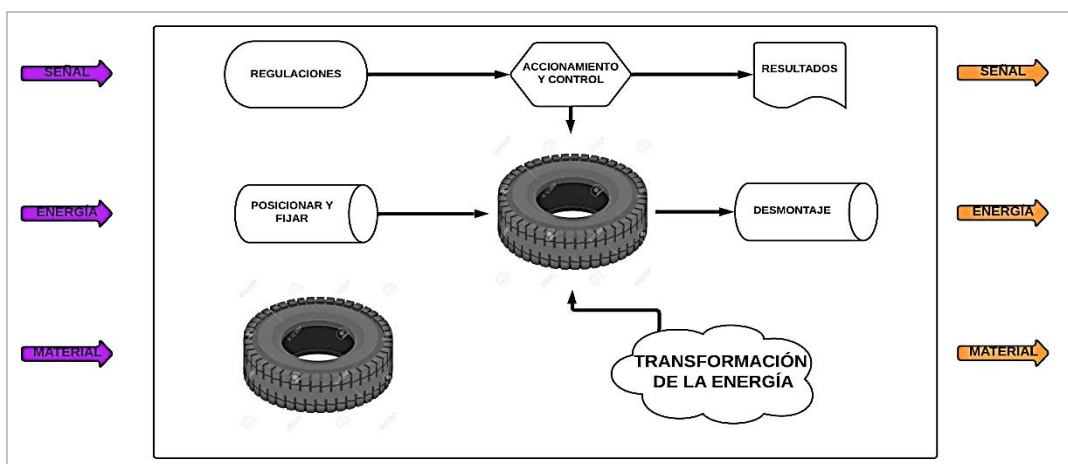 SEÑAL
REGULACIONES
ACCIONAMIENTO
Y CONTROL
RESULTADOS
SEÑAL
ENERGÍA
POSICIONAR Y
FIJAR
DESMONTAJE
ENERGÍA
MATERIAL
TRANSFORMACIÓN
DE LA ENERGÍA
MATERIAL